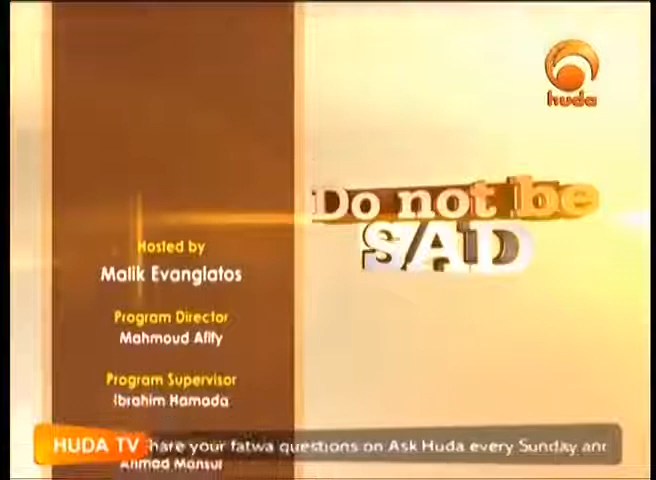 huda
Do not be
SAD
Hosted by
Malik Evanglatos
Program Director
Mahmoud Afify
Program Supervisor
Ibrahim Hamada
HUDA TV
hare your fatwa questions on Ask Huda every Sunday an
Ahmad Mansur